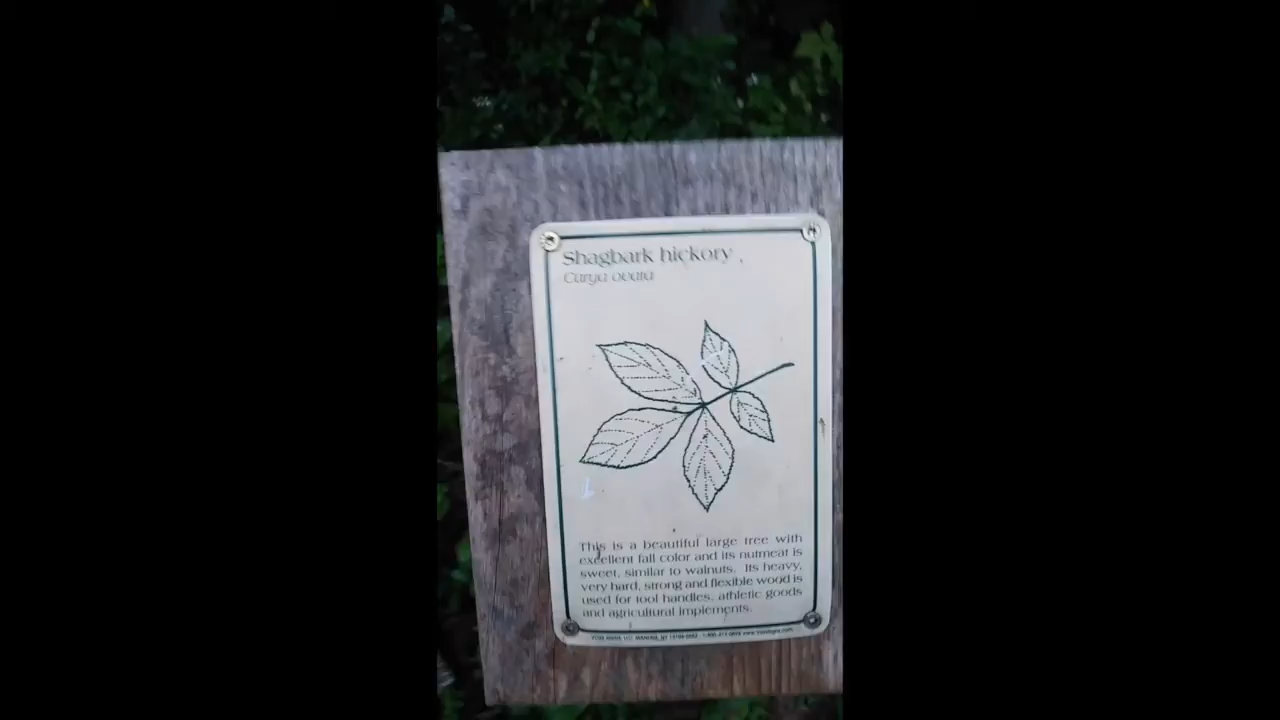 Shagbark hickory
Carya ovata
This is a beautiful large tree with
excellent fall color and its nutmeat is
sweet, similar to walnuts. Its heavy,
very hard, strong and flexible wood is
used for tool handles, athletic goods
and agricultural implements.